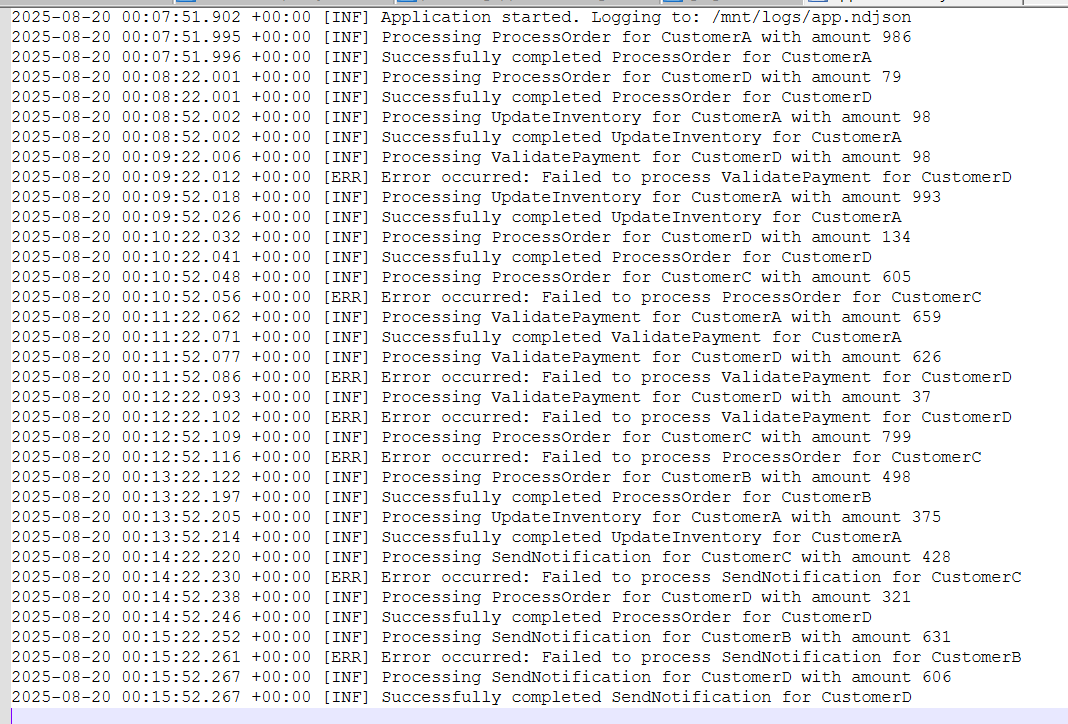 2025-08-20 00:07:51.902 +00:00 [INF] Application started. Logging to: /mnt/logs/app.ndjson
2025-08-20 00:07:51.995 +00:00 [INF] Processing ProcessOrder for CustomerA with amount 986
2025-08-20 00:07:51.996 +00:00 [INF] Successfully completed ProcessOrder for CustomerA
2025-08-20 00:08:22.001 +00:00 [INF] Processing ProcessOrder for CustomerD with amount 79
2025-08-20 00:08:22.001 +00:00 [INF] Successfully completed ProcessOrder for CustomerD
2025-08-20 00:08:52.002 +00:00 [INF] Processing UpdateInventory for CustomerA with amount 98
2025-08-20 00:08:52.002 +00:00 [INF] Successfully completed UpdateInventory for CustomerA
2025-08-20 00:09:22.006 +00:00 [INF] Processing ValidatePayment for CustomerD with amount 98
2025-08-20 00:09:22.012 +00:00 [ERR] Error occurred: Failed to process ValidatePayment for CustomerD
2025-08-20 00:09:52.018 +00:00 [INF] Processing UpdateInventory for CustomerA with amount 993
2025-08-20 00:09:52.026 +00:00 [INF] Successfully completed UpdateInventory for CustomerA
2025-08-20 00:10:22.032 +00:00 [INF] Processing ProcessOrder for CustomerD with amount 134
2025-08-20 00:10:22.041 +00:00 [INF] Successfully completed ProcessOrder for CustomerD
2025-08-20 00:10:52.048 +00:00 [INF] Processing ProcessOrder for CustomerC with amount 605
2025-08-20 00:10:52.056 +00:00 [ERR] Error occurred: Failed to process ProcessOrder for CustomerC
2025-08-20 00:11:22.062 +00:00 [INF] Processing ValidatePayment for CustomerA with amount 659
2025-08-20 00:11:22.071 +00:00 [INF] Successfully completed ValidatePayment for CustomerA
2025-08-20 00:11:52.077 +00:00 [INF] Processing ValidatePayment for CustomerD with amount 626
2025-08-20 00:11:52.086 +00:00 [ERR] Error occurred: Failed to process ValidatePayment for CustomerD
2025-08-20 00:12:22.093 +00:00 [INF] Processing ValidatePayment for CustomerD with amount 37
2025-08-20 00:12:22.102 +00:00 [ERR] Error occurred: Failed to process ValidatePayment for CustomerD
2025-08-20 00:12:52.109 +00:00 [INF] Processing ProcessOrder for CustomerC with amount 799
2025-08-20 00:12:52.116 +00:00 [ERR] Error occurred: Failed to process ProcessOrder for CustomerC
2025-08-20 00:13:22.122 +00:00 [INF] Processing ProcessOrder for CustomerB with amount 498
2025-08-20 00:13:22.197 +00:00 [INF] Successfully completed ProcessOrder for CustomerB
2025-08-20 00:13:52.205 +00:00 [INF] Processing UpdateInventory for CustomerA with amount 375
2025-08-20 00:13:52.214 +00:00 [INF] Successfully completed UpdateInventory for CustomerA
2025-08-20 00:14:22.220 +00:00 [INF] Processing SendNotification for CustomerC with amount 428
2025-08-20 00:14:22.230 +00:00 [ERR] Error occurred: Failed to process SendNotification for CustomerC
2025-08-20 00:14:52.238 +00:00 [INF] Processing ProcessOrder for CustomerD with amount 321
2025-08-20 00:14:52.246 +00:00 [INF] Successfully completed ProcessOrder for CustomerD
2025-08-20 00:15:22.252 +00:00 [INF] Processing SendNotification for CustomerB with amount 631
2025-08-20 00:15:22.261 +00:00 [ERR] Error occurred: Failed to process SendNotification for CustomerB
2025-08-20 00:15:52.267 +00:00 [INF] Processing SendNotification for CustomerD with amount 606
2025-08-20 00:15:52.267 +00:00 [INF] Successfully completed SendNotification for CustomerD